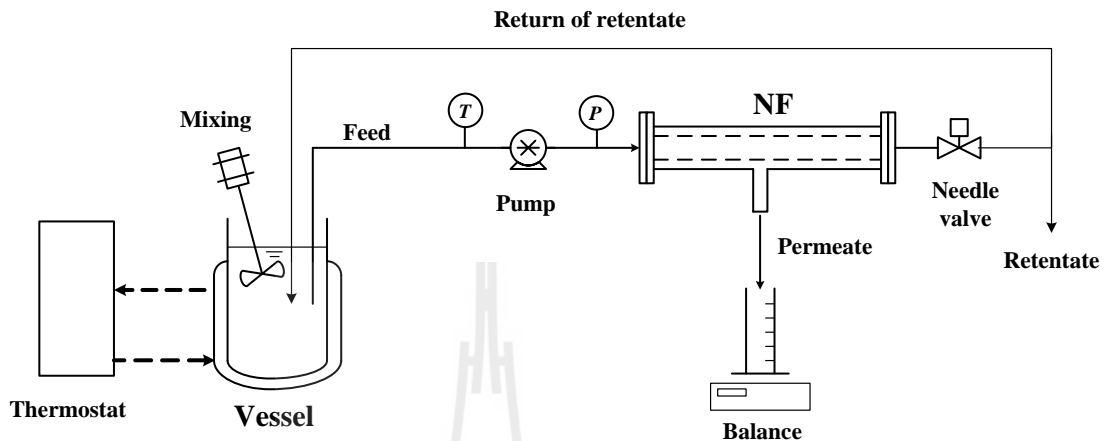 Return of retentate
NF
Mixing
T
P
Feed
Pump
Needle
valve
Permeate
Retentate
Thermostat
Vessel
Balance